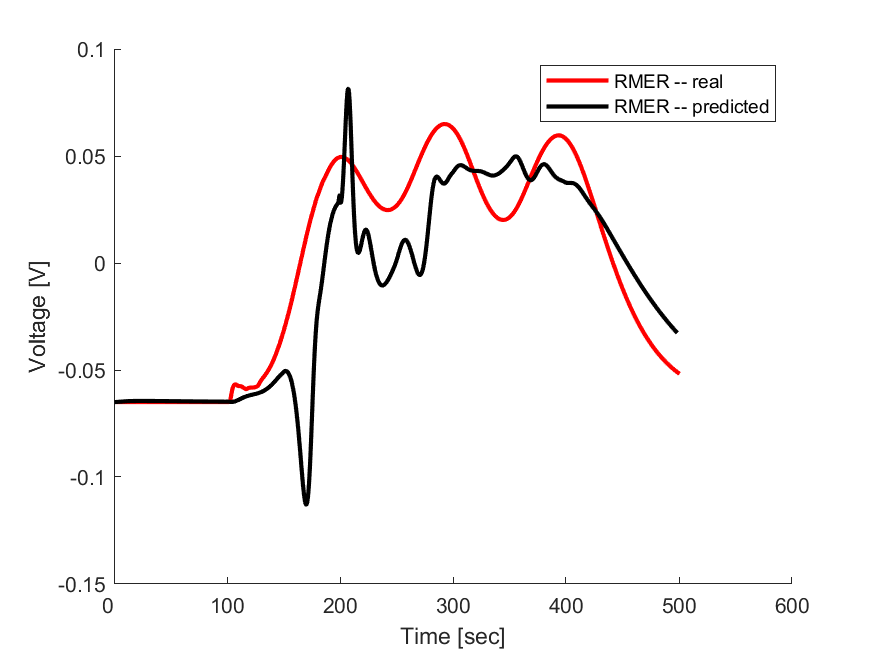 0.1
0.05
0
-0.05
-0.1
-0.15
Voltage [V]
RMER -- real
RMER -- predicted
0 100 200 300 400 500 600
Time [sec]